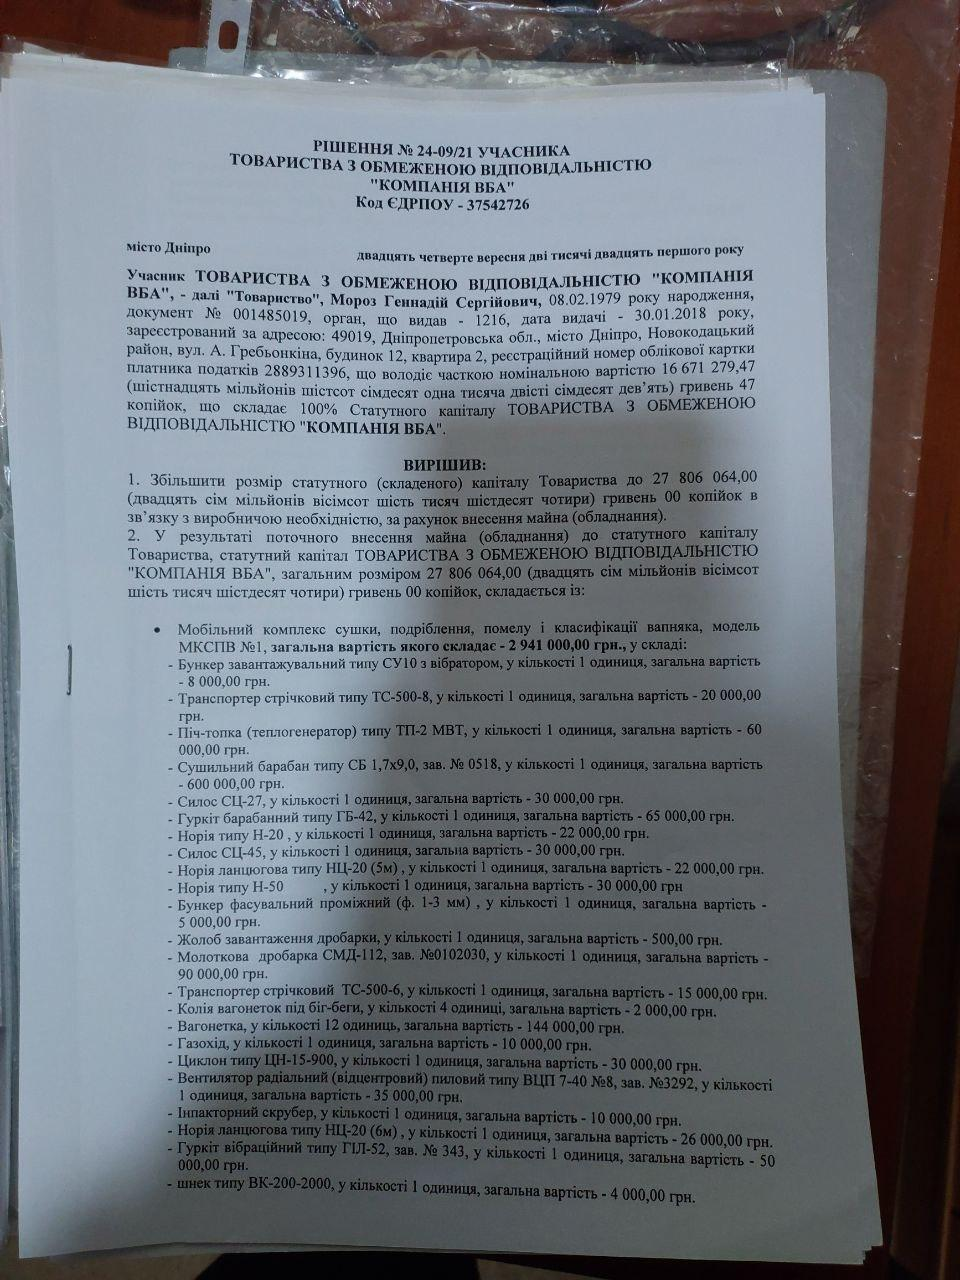 РІШЕННЯ № 24-09/21 УЧАСНИКА
ТОВАРИСТВА З ОБМЕЖЕНОЮ ВІДПОВІДАЛЬНІСТЮ
"КОМПАНІЯ ВБА"
Код ЄДРПОУ - 37542726
місто Дніпро
двадцять четверте вересня дві тисячі двадцять першого року
Учасник ТОВАРИСТВА З ОБМЕЖЕНОЮ ВІДПОВІДАЛЬНІСТЮ "КОМПАНІЯ
ВБА", - далі "Товариство", Мороз Геннадій Сергійович, 08.02.1979 року народження,
документ № 001485019, орган, що видав - 1216, дата видачі - 30.01.2018 року,
зареєстрований за адресою: 49019, Дніпропетровська обл., місто Дніпро, Новокодацький
район, вул. А. Гребьонкіна, будинок 12, квартира 2, реєстраційний номер облікової картки
платника податків 2889311396, що володіє часткою номінальною вартістю 16 671 279,47
(шістнадцять мільйонів шістсот сімдесят одна тисяча двісті сімдесят дев’ять) гривень 47
копійок, що складає 100% Статутного капіталу ТОВАРИСТВА З ОБМЕЖЕНОЮ
ВІДПОВІДАЛЬНІСТЮ "КОМПАНІЯ ВБА".
ВИРІШИВ:
1. Збільшити розмір статутного (складеного) капіталу Товариства до 27 806 064,00
(двадцять сім мільйонів вісімсот шість тисяч шістдесят чотири) гривень 00 копійок в
зв’язку з виробничою необхідністю, за рахунок внесення майна (обладнання).
2. У результаті поточного внесення майна (обладнання) до статутного капіталу
Товариства, статутний капітал ТОВАРИСТВА З ОБМЕЖЕНОЮ ВІДПОВІДАЛЬНІСТЮ
"КОМПАНІЯ ВБА", загальним розміром 27 806 064,00 (двадцять сім мільйонів вісімсот
шість тисяч шістдесят чотири) гривень 00 копійок, складається із:
• Мобільний комплекс сушки, подріблення, помелу і класифікації вапняка, модель
МКСПВ №1, загальна вартість якого складає - 2 941 000,00 грн., у складі:
- Бункер завантажувальний типу СУ10 з вібратором, у кількості 1 одиниця, загальна вартість
- 8 000,00 грн.
- Транспортер стрічковий типу ТС-500-8, у кількості 1 одиниця, загальна вартість - 20 000,00
грн.
- Піч-топка (теплогенератор) типу ТП-2 МВТ, у кількості 1 одиниця, загальна вартість - 60
000,00 грн.
- Сушильний барабан типу СБ 1,7х9,0, зав. № 0518, у кількості 1 одиниця, загальна вартість
- 600 000,00 грн.
- Силос СЦ-27, у кількості 1 одиниця, загальна вартість - 30 000,00 грн.
- Гуркіт барабанний типу ГБ-42, у кількості 1 одиниця, загальна вартість - 65 000,00 грн.
- Норія типу Н-20 , у кількості 1 одиниця, загальна вартість - 22 000,00 грн.
- Силос СЦ-45, у кількості 1 одиниця, загальна вартість - 30 000,00 грн.
- Норія ланцюгова типу НЦ-20 (5м) , у кількості 1 одиниця, загальна вартість - 22 000,00 грн.
- Норія типу Н-50 , у кількості 1 одиниця, загальна вартість - 30 000,00 грн
- Бункер фасувальний проміжний (ф. 1-3 мм) , у кількості 1 одиниця, загальна вартість -
5 000,00 грн.
- Жолоб завантаження дробарки, у кількості 1 одиниця, загальна вартість - 500,00 грн.
- Молоткова дробарка СМД-112, зав. №0102030, у кількості 1 одиниця, загальна вартість -
90 000,00 грн.
- Транспортер стрічковий ТС-500-6, у кількості 1 одиниця, загальна вартість - 15 000,00 грн.
- Колія вагонеток під біг-беги, у кількості 4 одиниці, загальна вартість - 2 000,00 грн.
- Вагонетка, у кількості 12 одиниць, загальна вартість - 144 000,00 грн.
- Газохід, у кількості 1 одиниця, загальна вартість - 10 000,00 грн.
- Циклон типу ЦН-15-900, у кількості 1 одиниця, загальна вартість - 30 000,00 грн.
- Вентилятор радіальний (відцентровий) пиловий типу ВЦП 7-40 №8, зав. №3292, у кількості
1 одиниця, загальна вартість - 35 000,00 грн.
- Інпакторний скрубер, у кількості 1 одиниця, загальна вартість - 10 000,00 грн.
- Норія ланцюгова типу НЦ-20 (6м) , у кількості 1 одиниця, загальна вартість - 26 000,00 грн.
- Гуркіт вібраційний типу ГІЛ-52, зав. № 343, у кількості 1 одиниця, загальна вартість - 50
000,00 грн.
- шнек типу ВК-200-2000, у кількості 1 одиниця, загальна вартість - 4 000,00 грн.